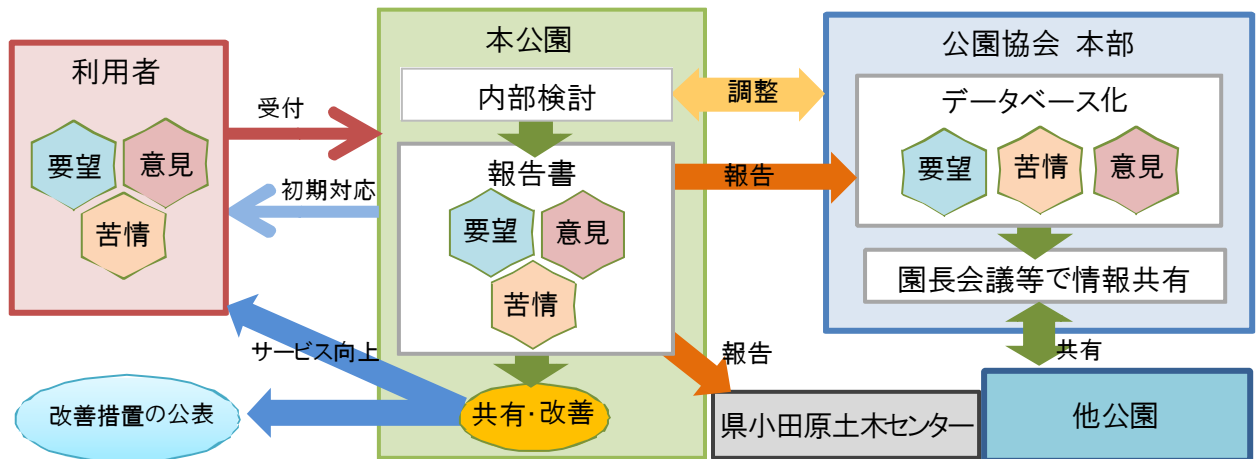 利用者
要望
意見
苦情
受付
初期対応
サービス向上
改善措置の公表
本公園
内部検討
報告書
要望
意見
苦情
共有・改善
調整
報告
報告
県小田原土木センター
公園協会 本部
データベース化
要望
苦情
意見
園長会議等で情報共有
共有
他公園